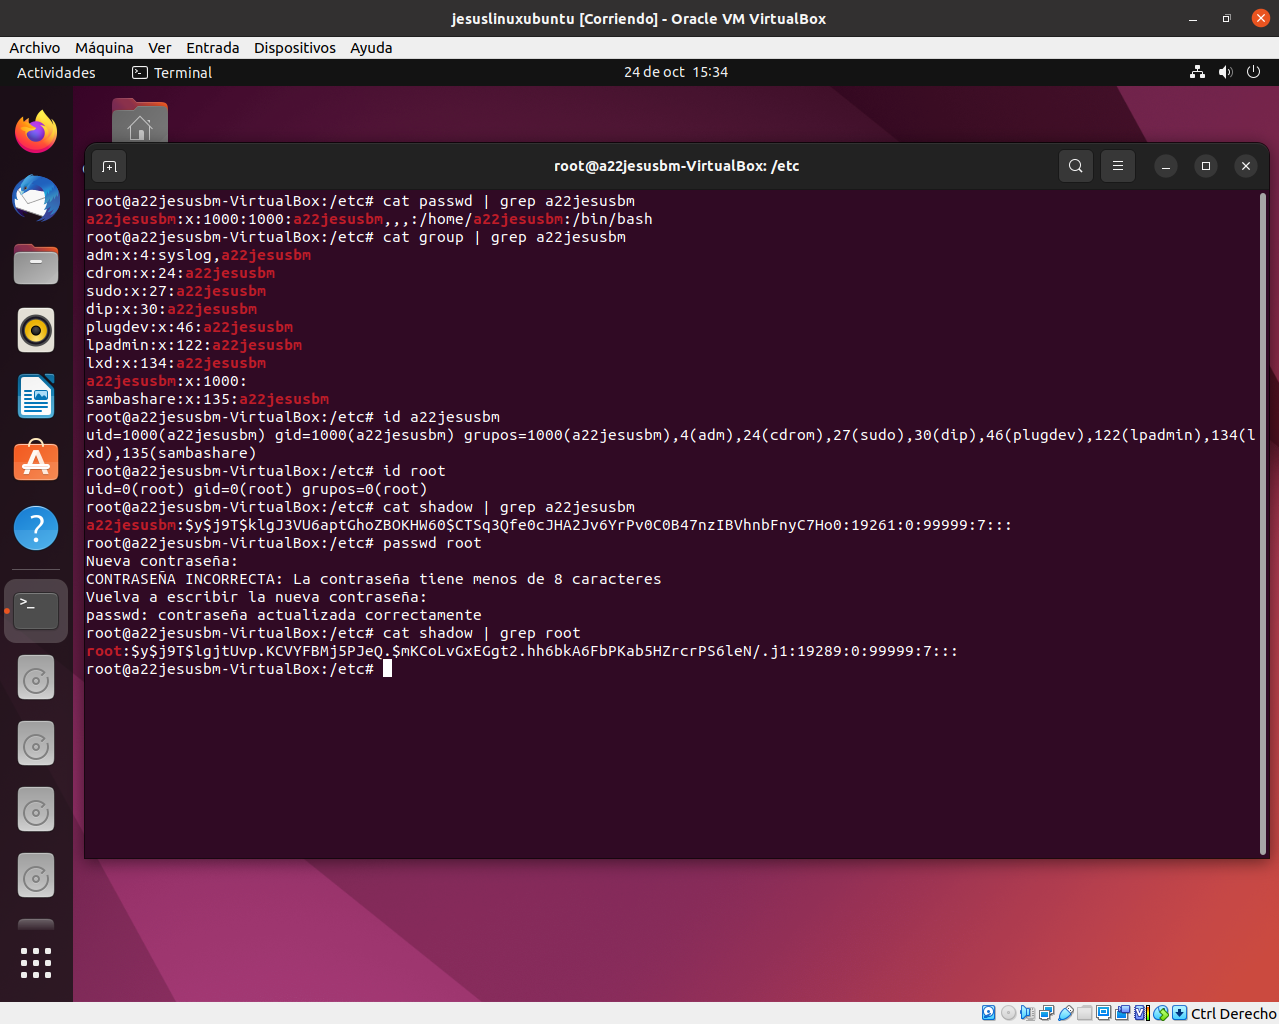 jesuslinuxubuntu [Corriendo] - Oracle VM VirtualBox
Archivo Máquina Ver Entrada Dispositivos Ayuda
Actividades Terminal 24 de oct 15:34
root@a22jesusbm-VirtualBox: /etc
root@a22jesusbm-VirtualBox:/etc# cat passwd | grep a22jesusbm
a22jesusbm:x:1000:1000:a22jesusbm,,,:/home/a22jesusbm:/bin/bash
root@a22jesusbm-VirtualBox:/etc# cat group | grep a22jesusbm
adm:x:4:syslog,a22jesusbm
cdrom:x:24:a22jesusbm
sudo:x:27:a22jesusbm
dip:x:30:a22jesusbm
plugdev:x:46:a22jesusbm
lpadmin:x:122:a22jesusbm
lxd:x:134:a22jesusbm
a22jesusbm:x:1000:
sambashare:x:135:a22jesusbm
root@a22jesusbm-VirtualBox:/etc# id a22jesusbm
uid=1000(a22jesusbm) gid=1000(a22jesusbm) grupos=1000(a22jesusbm),4(adm),24(cdrom),27(sudo),30(dip),46(plugdev),122(lpadmin),134(l
xd),135(sambashare)
root@a22jesusbm-VirtualBox:/etc# id root
uid=0(root) gid=0(root) grupos=0(root)
root@a22jesusbm-VirtualBox:/etc# cat shadow | grep a22jesusbm
a22jesusbm:$y$j9T$klgJ3VU6aptGhoZBOKHW60$CTSq3Qfe0cJHA2Jv6YrPv0C0B47nzIBVhnbFnyC7Ho0:19261:0:99999:7:::
root@a22jesusbm-VirtualBox:/etc# passwd root
Nueva contraseña:
CONTRASEÑA INCORRECTA: La contraseña tiene menos de 8 caracteres
Vuelva a escribir la nueva contraseña:
passwd: contraseña actualizada correctamente
root@a22jesusbm-VirtualBox:/etc# cat shadow | grep root
root:$y$j9T$lgjtUvp.KCVYFBMj5PJeQ.$mKCoLvGxEGgt2.hh6bkA6FbPKab5HZrcrPS6leN/.j1:19289:0:99999:7:::
root@a22jesusbm-VirtualBox:/etc#
Ctrl Derecho